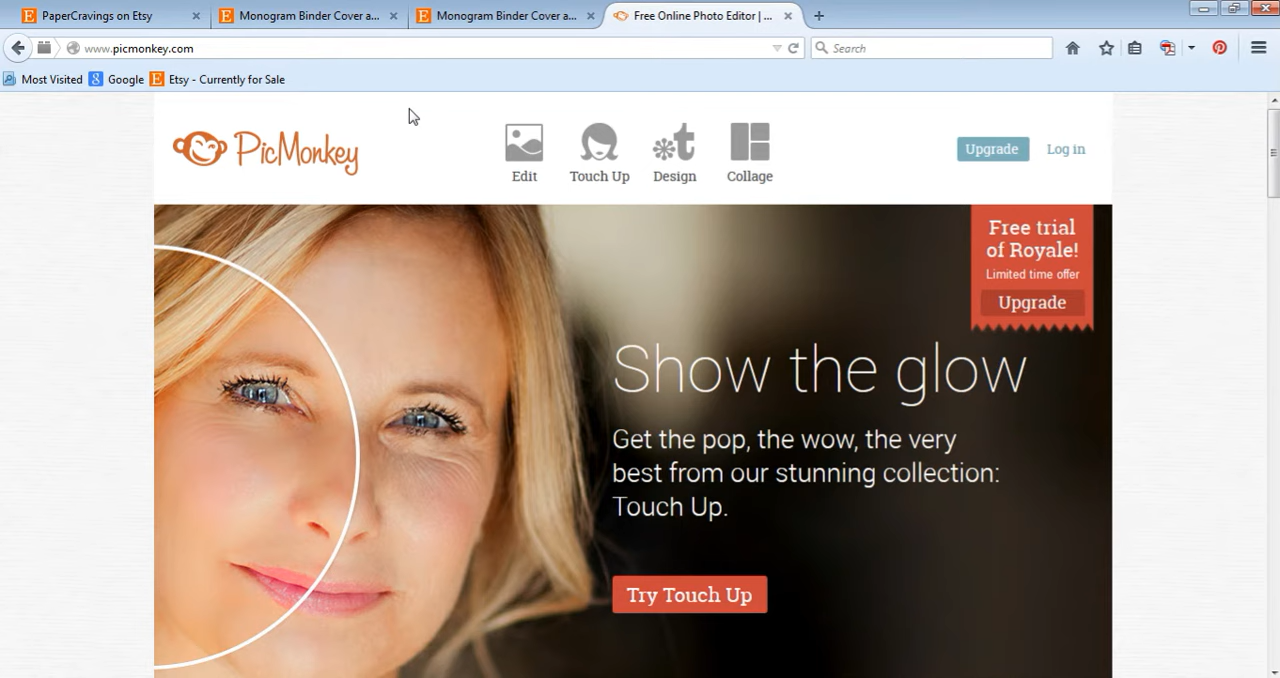 PaperCravings on Etsy
Monogram Binder Cover a...
Monogram Binder Cover a...
Free Online Photo Editor | ...
www.picmonkey.com
Search
Most Visited
Google
Etsy - Currently for Sale
PicMonkey
Edit
Touch Up
Design
Collage
Upgrade
Log in
Free trial
of Royale!
Limited time offer
Upgrade
Show the glow
Get the pop, the wow, the very
best from our stunning collection:
Touch Up.
Try Touch Up